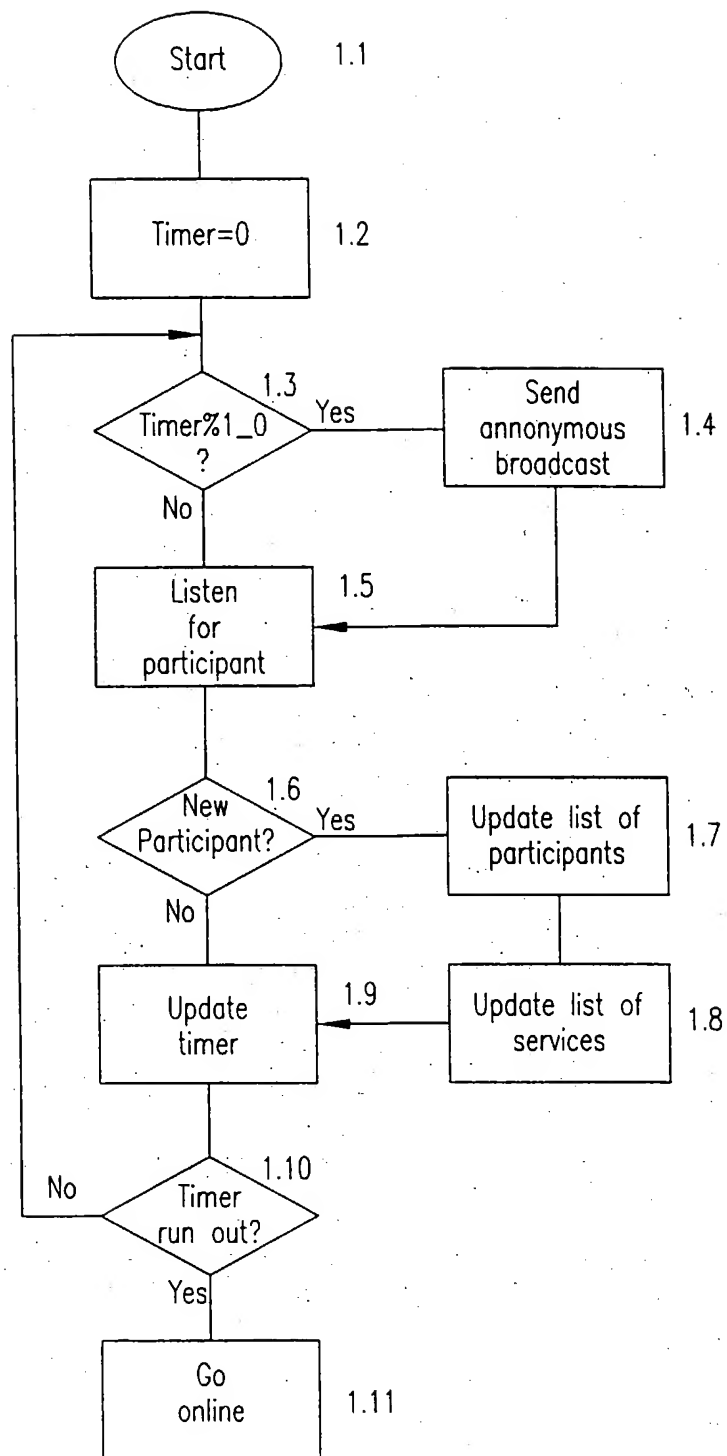 Start
1.1
Timer=0
1.2
1.3
Timer%1_0
?
Yes
No
Send
annonymous
broadcast
1.4
Listen
for
participant
1.5
1.6
New
Participant?
Yes
No
Update list of
participants
1.7
Update list of
services
1.8
Update
timer
1.9
1.10
Timer
run out?
No
Yes
Go
online
1.11